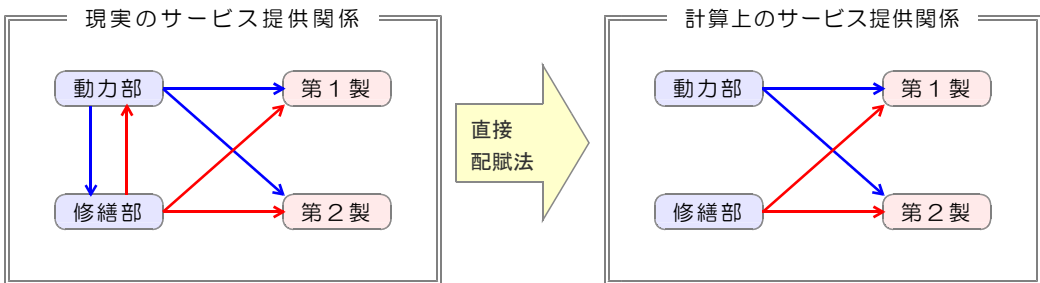 現実のサービス提供関係
動力部
第１製
修繕部
第２製
直接
配賦法
計算上のサービス提供関係
動力部
第１製
修繕部
第２製